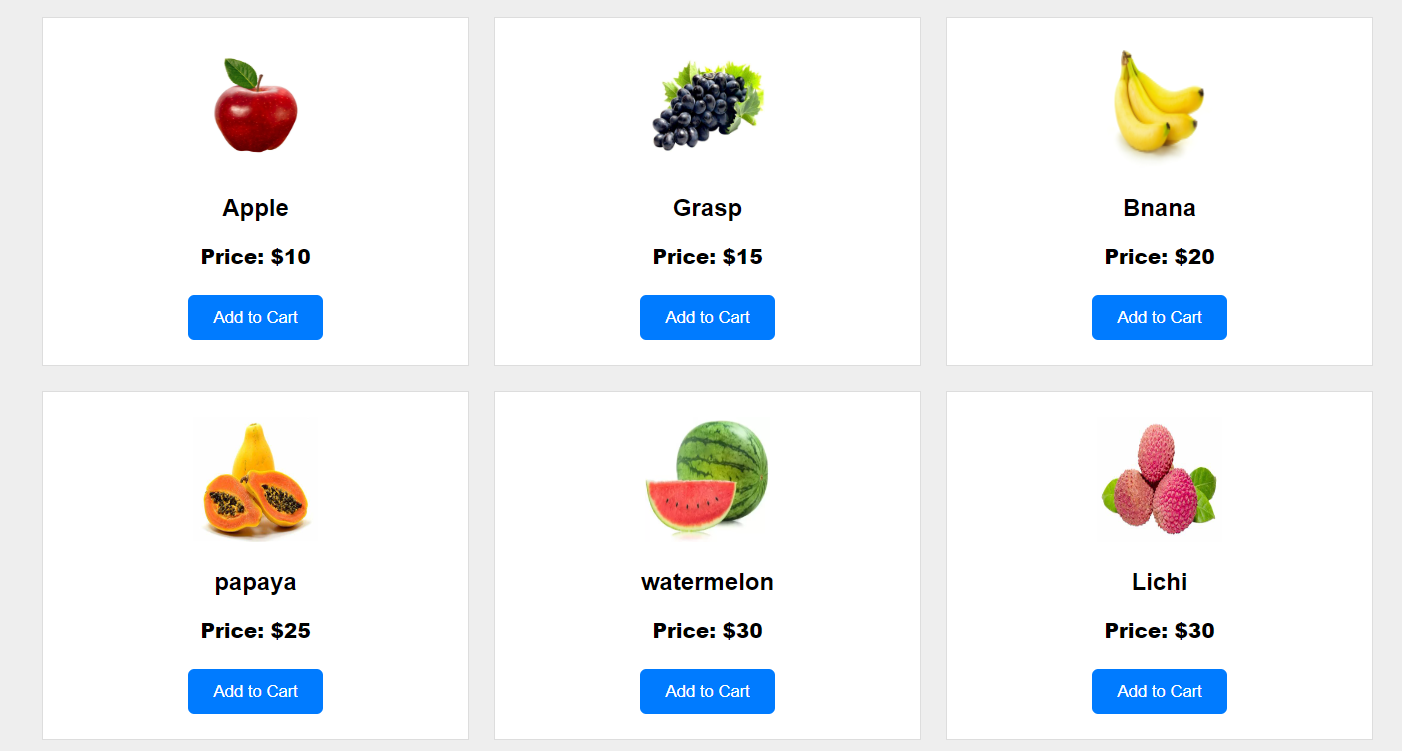 Apple
Price: $10
Add to Cart
Grasp
Price: $15
Add to Cart
Bnana
Price: $20
Add to Cart
papaya
Price: $25
Add to Cart
watermelon
Price: $30
Add to Cart
Lichi
Price: $30
Add to Cart